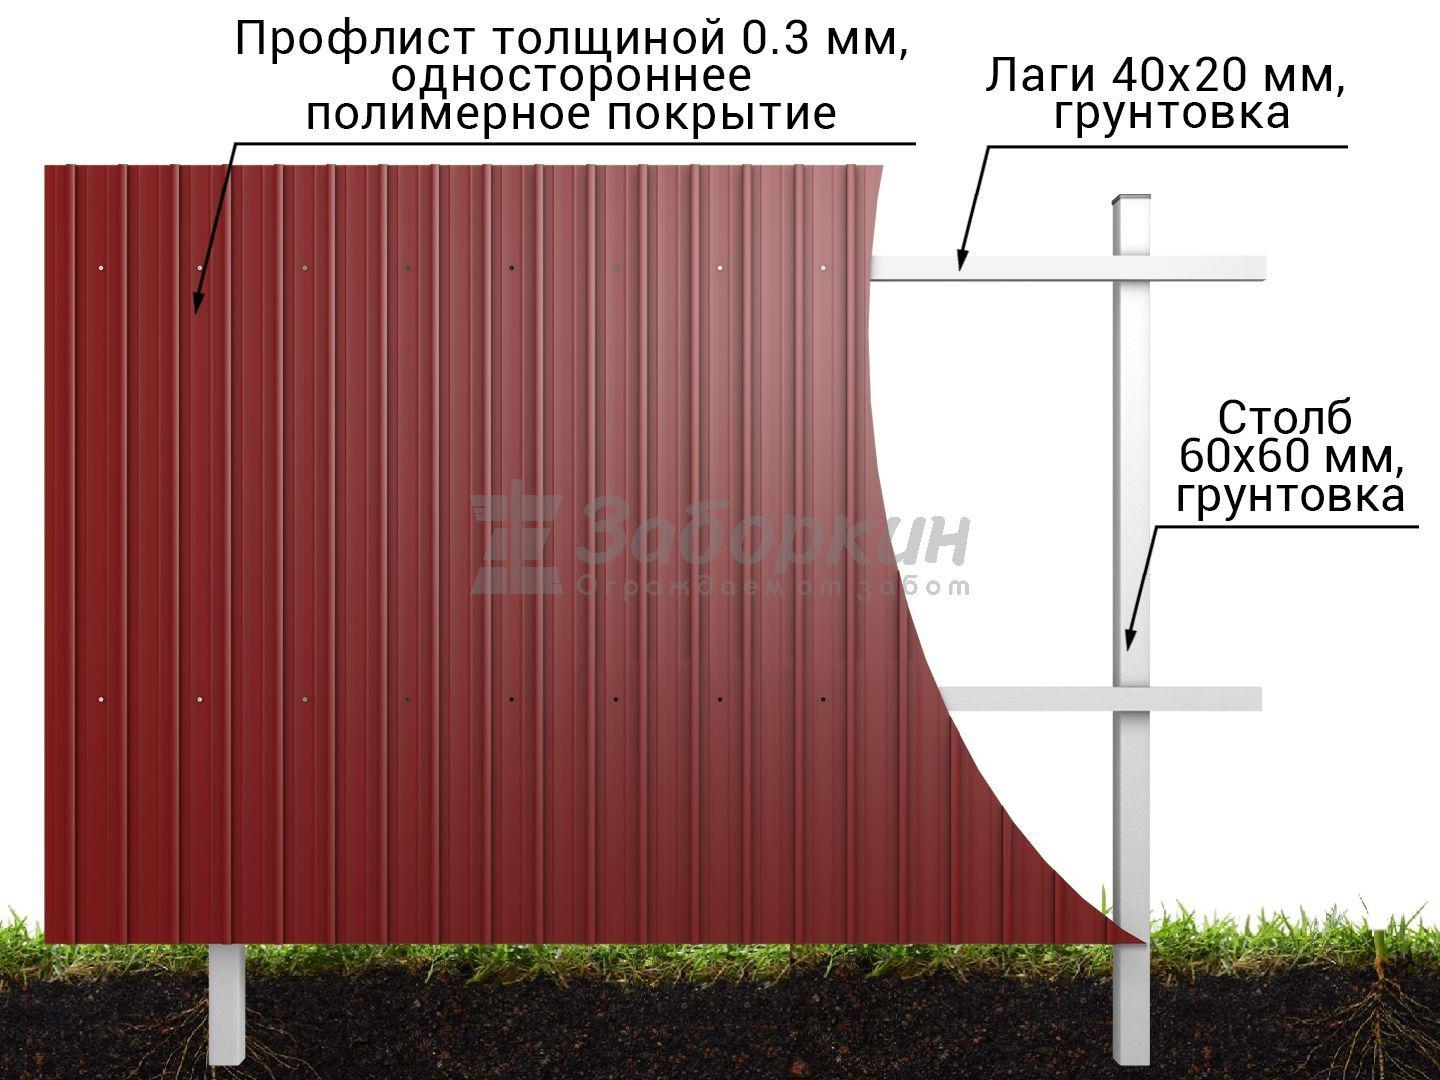 Профлист толщиной 0.3 мм,
одностороннее
полимерное покрытие
Лаги 40х20 мм,
грунтовка
Столб
60х60 мм,
грунтовка
Заборкин
Ограждаем от забот